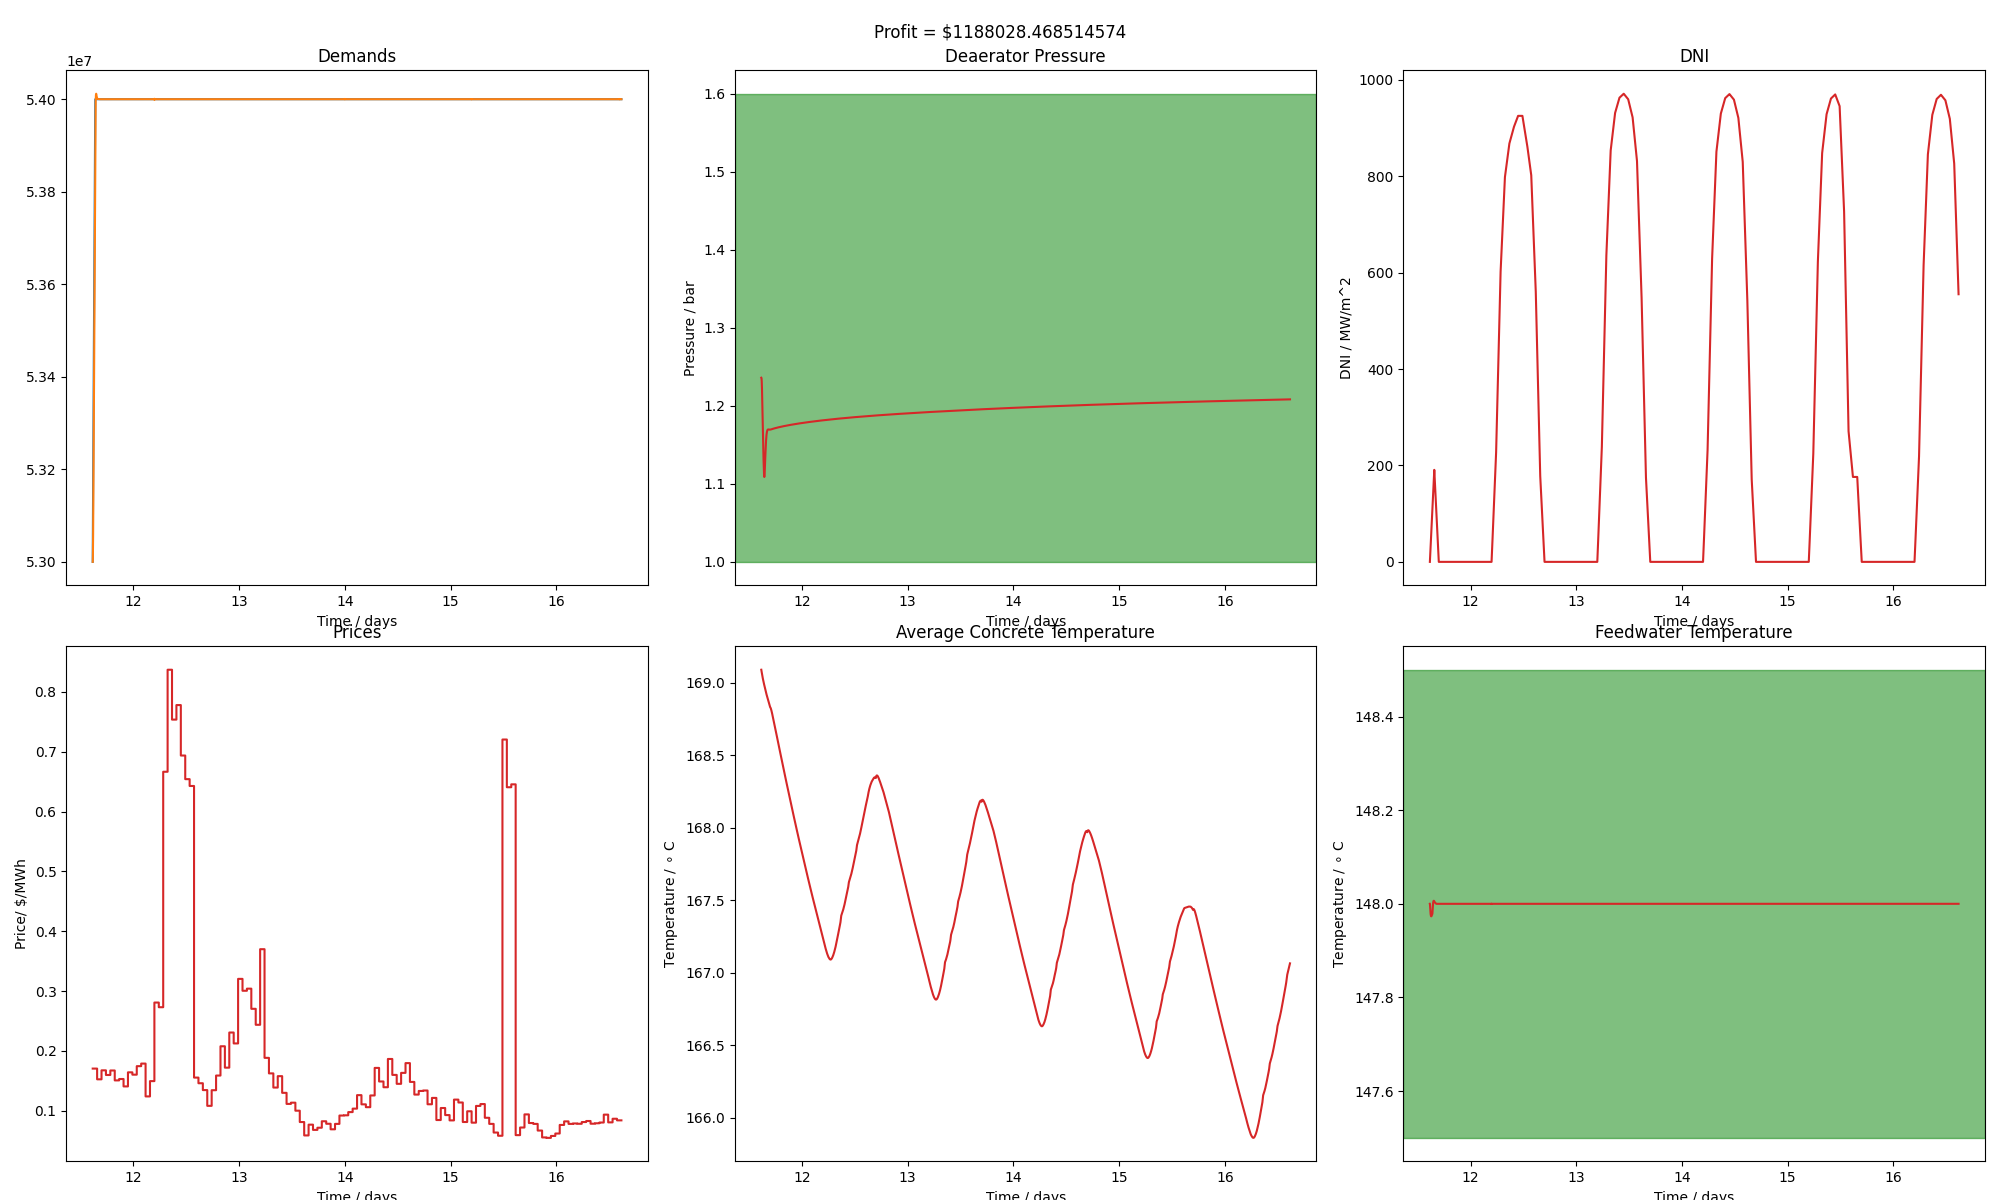 Profit = $1188028.468514574
Demands
1e7
5.40
5.38
5.36
5.34
5.32
5.30
12 13 14 15 16
Time / days
Deaerator Pressure
Pressure / bar
1.6
1.5
1.4
1.3
1.2
1.1
1.0
12 13 14 15 16
Time / days
DNI
DNI / MW/m^2
1000
800
600
400
200
0
12 13 14 15 16
Time / days
Prices
Price/ $/MWh
0.8
0.7
0.6
0.5
0.4
0.3
0.2
0.1
12 13 14 15 16
Time / days
Average Concrete Temperature
Temperature / ∘ C
169.0
168.5
168.0
167.5
167.0
166.5
166.0
12 13 14 15 16
Time / days
Feedwater Temperature
Temperature / ∘ C
148.4
148.2
148.0
147.8
147.6
12 13 14 15 16
Time / days